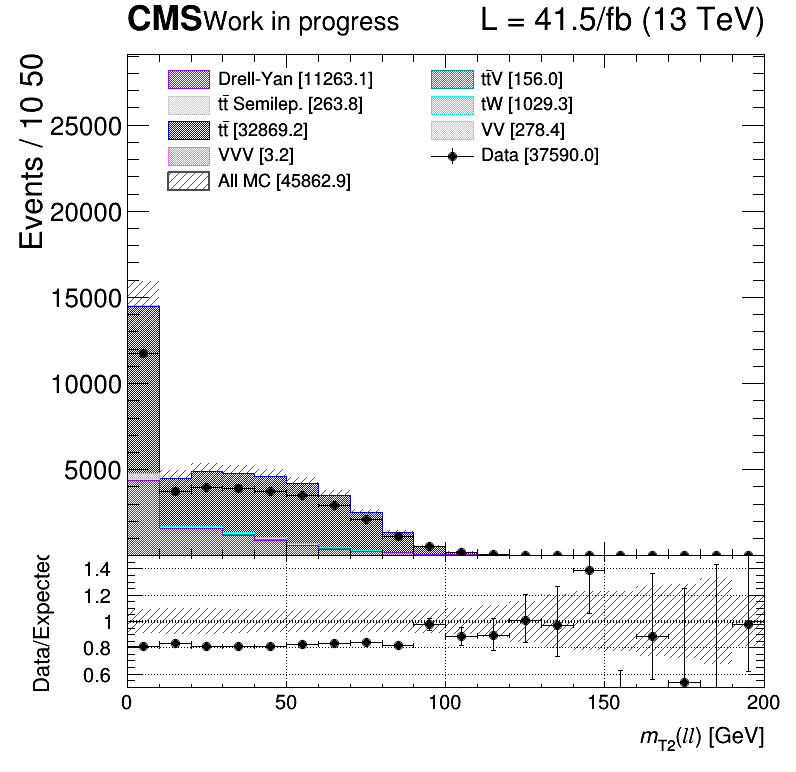 CMS Work in progress L = 41.5/fb (13 TeV)
Events / 10 50
Drell-Yan [11263.1]
tt̄ Semilep. [263.8]
tt̄ [32869.2]
VVV [3.2]
All MC [45862.9]
tt̄V [156.0]
tW [1029.3]
VV [278.4]
Data [37590.0]
25000
20000
15000
10000
5000
Data/Expected
1.4
1.2
1
0.8
0.6
0 50 100 150 200
m_T2(ll) [GeV]